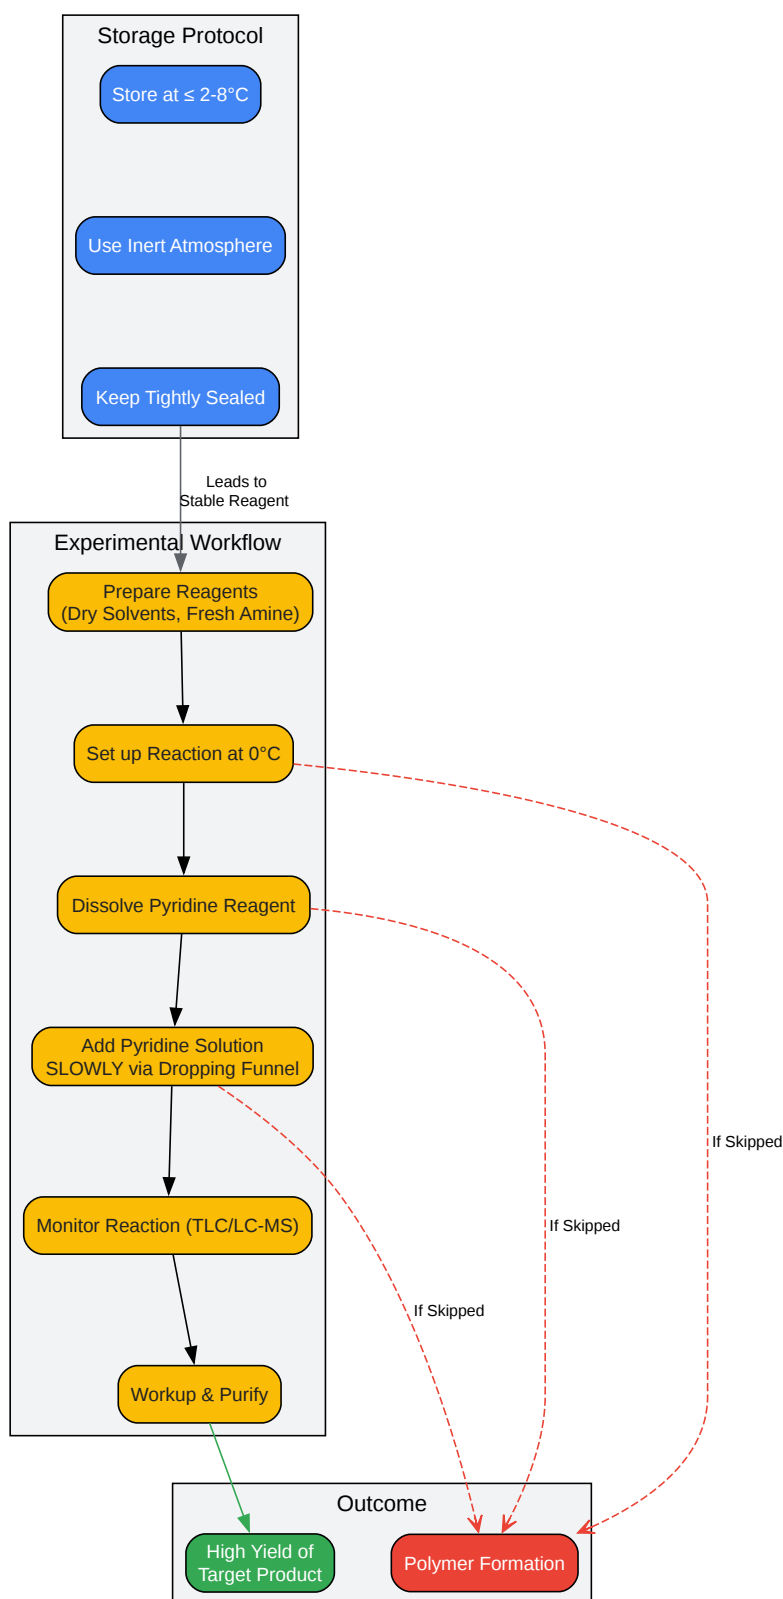 Storage Protocol
Store at ≤ 2-8°C
Use Inert Atmosphere
Keep Tightly Sealed
Leads to
Stable Reagent
Experimental Workflow
Prepare Reagents
(Dry Solvents, Fresh Amine)
Set up Reaction at 0°C
Dissolve Pyridine Reagent
Add Pyridine Solution
SLOWLY via Dropping Funnel
If Skipped
Monitor Reaction (TLC/LC-MS)
If Skipped
If Skipped
Workup & Purify
Outcome
High Yield of
Target Product
Polymer Formation